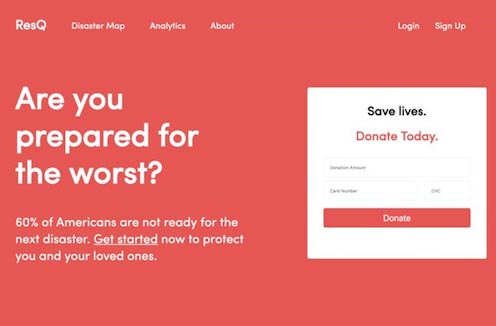 ResQ Disaster Map Analytics About Login Sign Up
Are you
prepared for
the worst?
60% of Americans are not ready for the
next disaster. Get started now to protect
you and your loved ones.
Save lives.
Donate Today.
Donation Amount
Card Number CVC
Donate